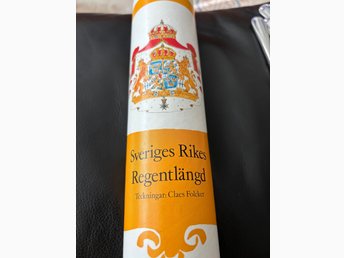 Sveriges Rikes
Regentlängd
Teckningar: Claes Folcker